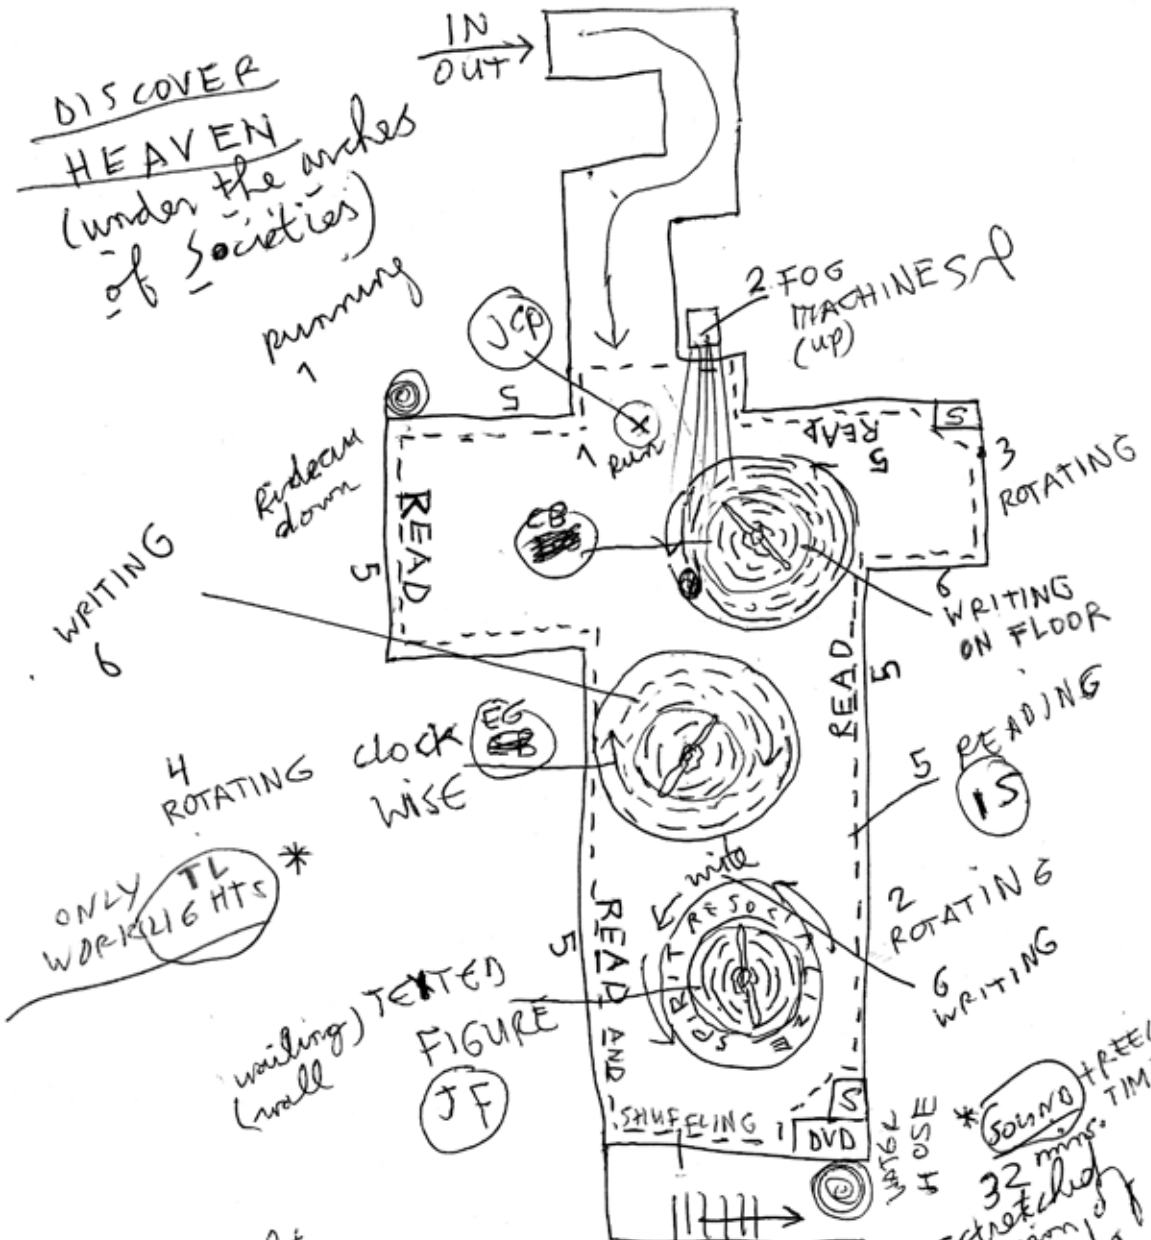 IN
OUT
DISCOVER
HEAVEN
(under the arches
of Societies)
running
1
JCP
2 FOG
MACHINES
(up)
5
S
READ
5
3
ROTATING
1
run
Rideau
down
READ
5
CB
WRITING
6
6
WRITING
ON FLOOR
READ
5
EG
4
ROTATING
CLOCK
WISE
5 READING
IS
ONLY
TL
WORKLIGHTS
*
write
2
ROTATING
6
WRITING
READ AND
5
SPIRIT
(wailing) TEXTED
wall
FIGURE
JF
SHUFELING
S
DVD
WATER
HOSE
*
SOUND
32 mins.
stretched